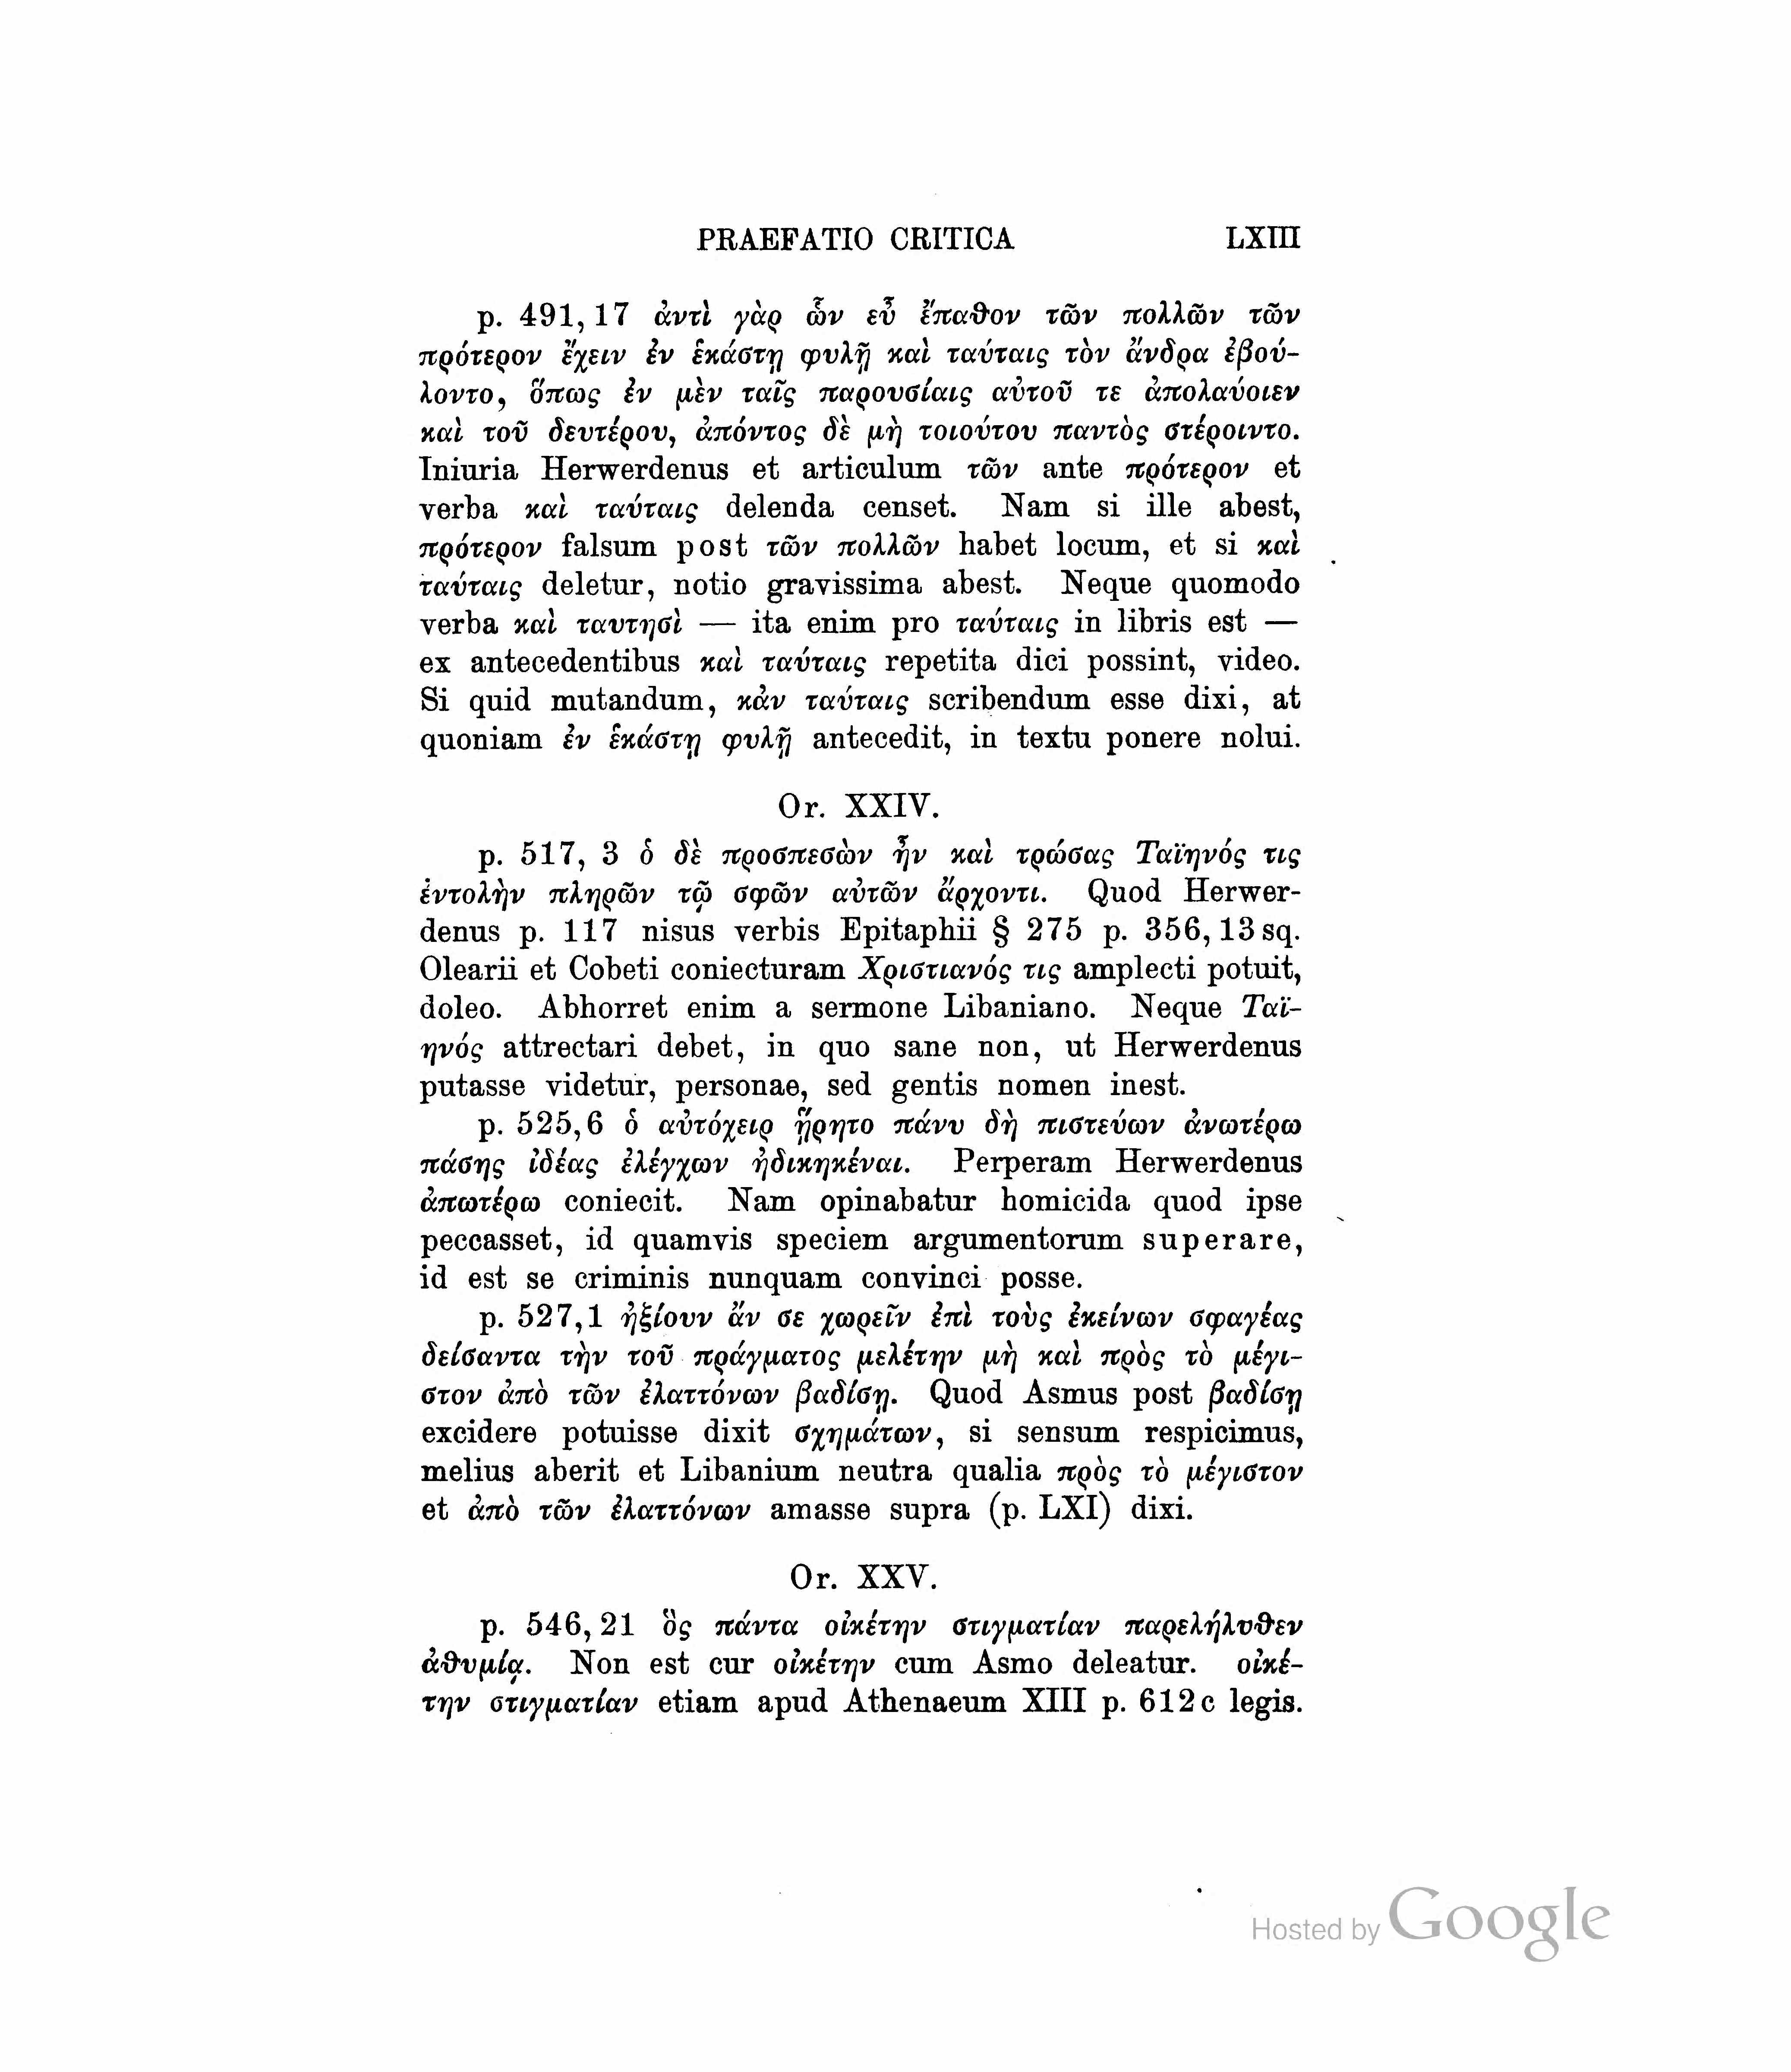 PRAEFATIO CRITICA LXIII
p. 491, 17 ἀντὶ γὰρ ὧν εὖ ἔπαθον τῶν πολλῶν τῶν
πρότερον ἔχειν ἐν ἑκάστῃ φυλῇ καὶ ταύταις τὸν ἄνδρα ἐβού-
λοντο, ὅπως ἐν μὲν ταῖς παρουσίαις αὐτοῦ τε ἀπολαύοιεν
καὶ τοῦ δευτέρου, ἀπόντος δὲ μὴ τοιούτου παντὸς στέροιντο.
Iniuria Herwerdenus et articulum τῶν ante πρότερον et
verba καὶ ταύταις delenda censet. Nam si ille abest,
πρότερον falsum post τῶν πολλῶν habet locum, et si καὶ
ταύταις deletur, notio gravissima abest. Neque quomodo
verba καὶ ταυτησὶ — ita enim pro ταύταις in libris est —
ex antecedentibus καὶ ταύταις repetita dici possint, video.
Si quid mutandum, κἀν ταύταις scribendum esse dixi, at
quoniam ἐν ἑκάστῃ φυλῇ antecedit, in textu ponere nolui.
Or. XXIV.
p. 517, 3 ὁ δὲ προσπεσὼν ἦν καὶ τρώσας Ταϊηνός τις
ἐντολὴν πληρῶν τῷ σφῶν αὐτῶν ἄρχοντι. Quod Herwer-
denus p. 117 nisus verbis Epitaphii § 275 p. 356, 13 sq.
Olearii et Cobeti coniecturam Χριστιανός τις amplecti potuit,
doleo. Abhorret enim a sermone Libaniano. Neque Ταϊ-
ηνός attrectari debet, in quo sane non, ut Herwerdenus
putasse videtur, personae, sed gentis nomen inest.
p. 525, 6 ὁ αὐτόχειρ ᾕρητο πάνυ δὴ πιστεύων ἀνωτέρω
πάσης ἰδέας ἐλέγχων ἠδικηκέναι. Perperam Herwerdenus
ἀπωτέρω coniecit. Nam opinabatur homicida quod ipse
peccasset, id quamvis speciem argumentorum superare,
id est se criminis nunquam convinci posse.
p. 527, 1 ἠξίουν ἄν σε χωρεῖν ἐπὶ τοὺς ἐκείνων σφαγέας
δείσαντα τὴν τοῦ πράγματος μελέτην μὴ καὶ πρὸς τὸ μέγι-
στον ἀπὸ τῶν ἐλαττόνων βαδίσῃ. Quod Asmus post βαδίσῃ
excidere potuisse dixit σχημάτων, si sensum respicimus,
melius aberit et Libanium neutra qualia πρὸς τὸ μέγιστον
et ἀπὸ τῶν ἐλαττόνων amasse supra (p. LXI) dixi.
Or. XXV.
p. 546, 21 ὃς πάντα οἰκέτην στιγματίαν παρελήλυθεν
ἀθυμίᾳ. Non est cur οἰκέτην cum Asmo deleatur. οἰκέ-
την στιγματίαν etiam apud Athenaeum XIII p. 612 c legis.
Hosted by Google